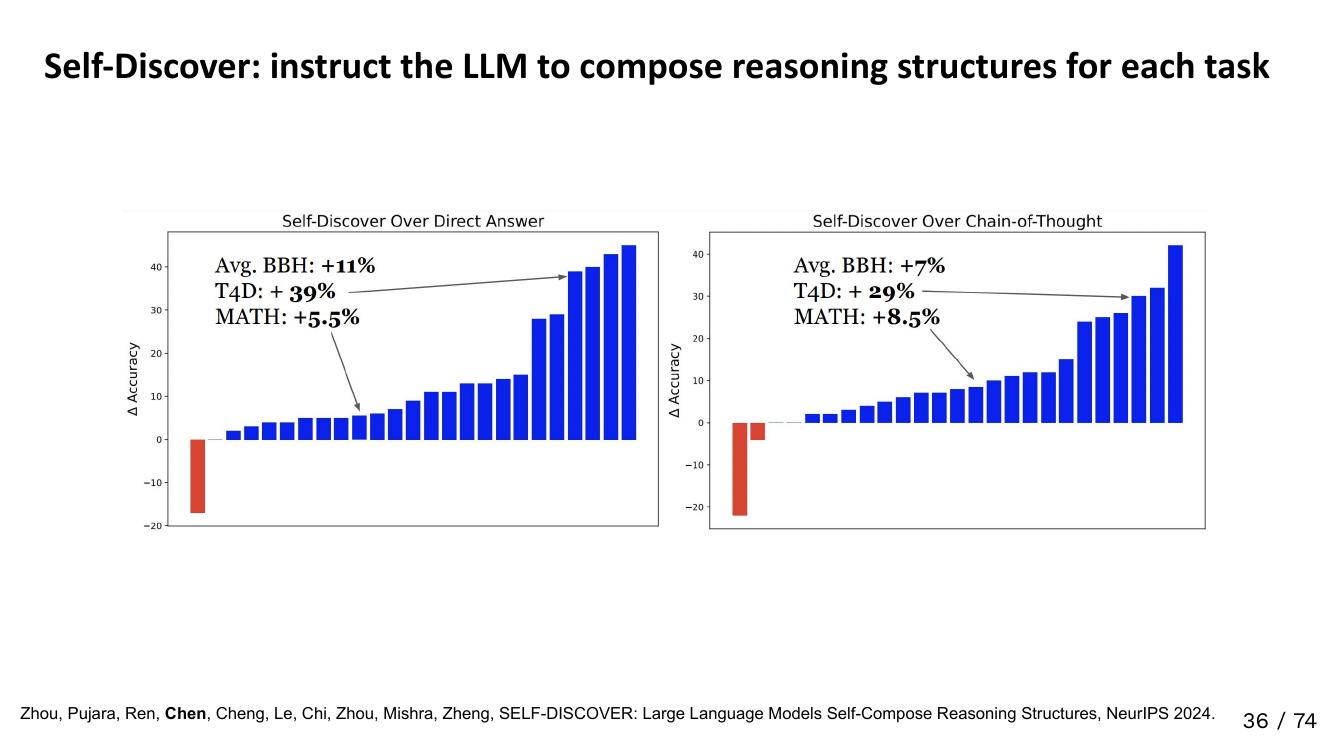 Self-Discover: instruct the LLM to compose reasoning structures for each task
Self-Discover Over Direct Answer
Avg. BBH: +11%
T4D: + 39%
MATH: +5.5%
Δ Accuracy
40
30
20
10
0
−10
−20
Self-Discover Over Chain-of-Thought
Avg. BBH: +7%
T4D: + 29%
MATH: +8.5%
Δ Accuracy
40
30
20
10
0
−10
−20
Zhou, Pujara, Ren, Chen, Cheng, Le, Chi, Zhou, Mishra, Zheng, SELF-DISCOVER: Large Language Models Self-Compose Reasoning Structures, NeurIPS 2024.
36 / 74